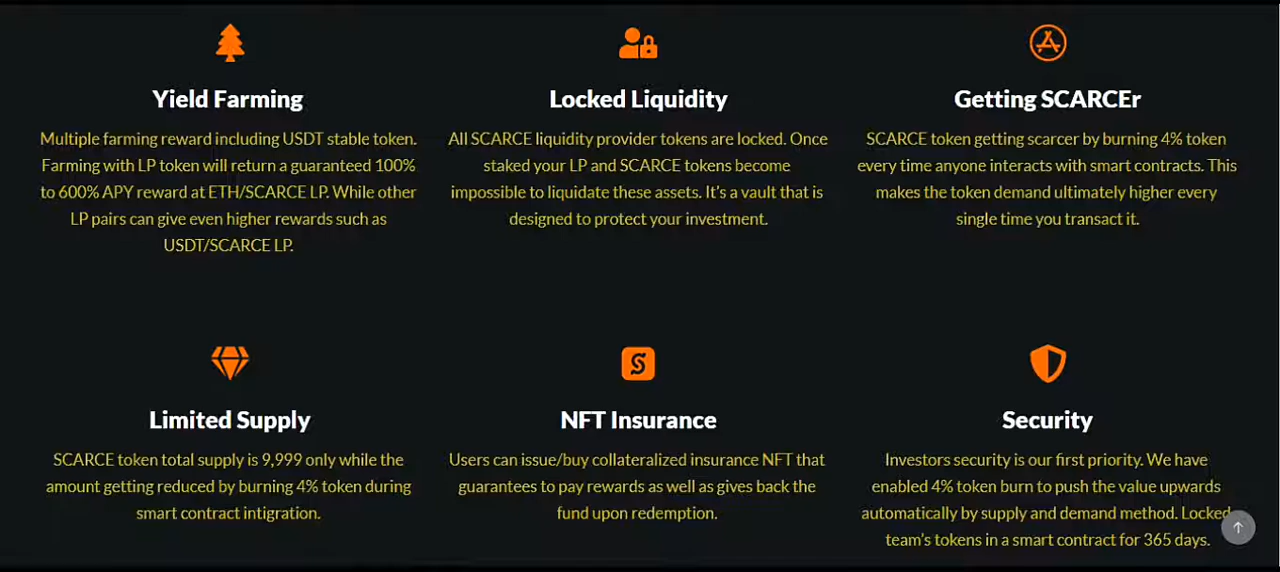 Yield Farming
Multiple farming reward including USDT stable token.
Farming with LP token will return a guaranteed 100%
to 600% APY reward at ETH/SCARCE LP. While other
LP pairs can give even higher rewards such as
USDT/SCARCE LP.
Locked Liquidity
All SCARCE liquidity provider tokens are locked. Once
staked your LP and SCARCE tokens become
impossible to liquidate these assets. It's a vault that is
designed to protect your investment.
Getting SCARCEr
SCARCE token getting scarcer by burning 4% token
every time anyone interacts with smart contracts. This
makes the token demand ultimately higher every
single time you transact it.
Limited Supply
SCARCE token total supply is 9,999 only while the
amount getting reduced by burning 4% token during
smart contract intigration.
NFT Insurance
Users can issue/buy collateralized insurance NFT that
guarantees to pay rewards as well as gives back the
fund upon redemption.
Security
Investors security is our first priority. We have
enabled 4% token burn to push the value upwards
automatically by supply and demand method. Locked
team's tokens in a smart contract for 365 days.